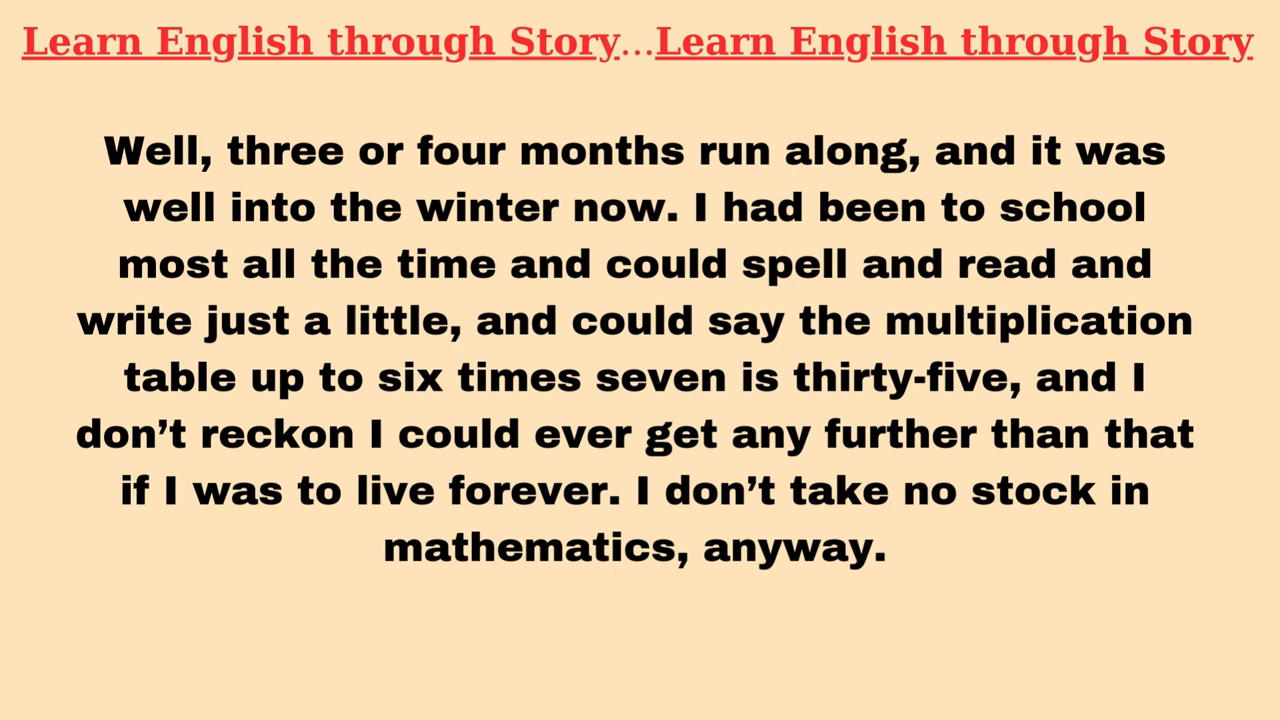 Learn English through Story...Learn English through Story
Well, three or four months run along, and it was
well into the winter now. I had been to school
most all the time and could spell and read and
write just a little, and could say the multiplication
table up to six times seven is thirty-five, and I
don’t reckon I could ever get any further than that
if I was to live forever. I don’t take no stock in
mathematics, anyway.